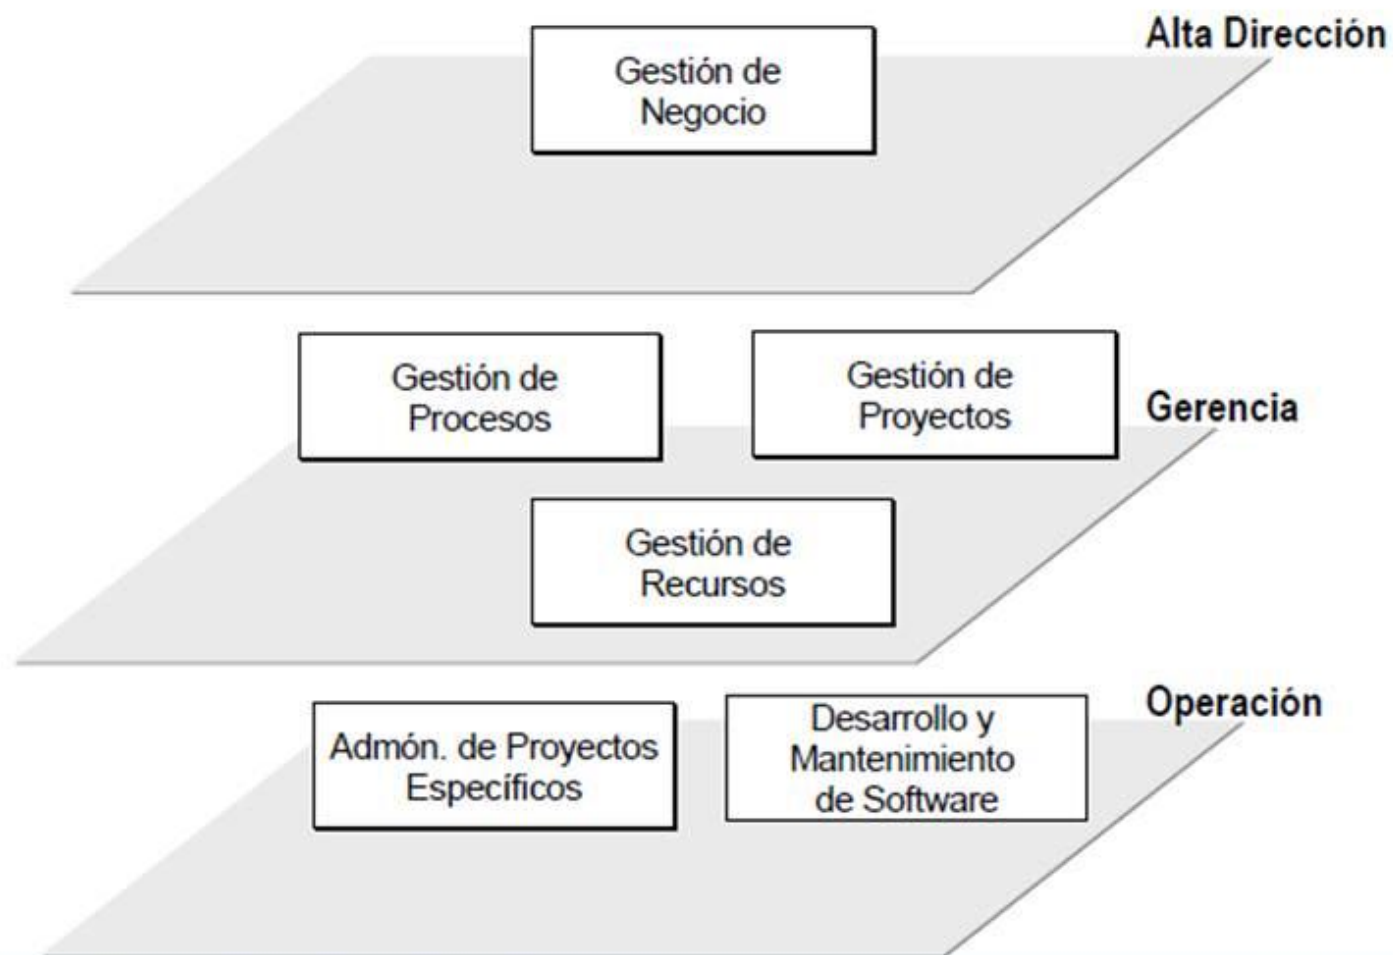 Alta Dirección
Gestión de
Negocio
Gestión de
Procesos
Gestión de
Proyectos
Gerencia
Gestión de
Recursos
Operación
Admón. de Proyectos
Específicos
Desarrollo y
Mantenimiento
de Software